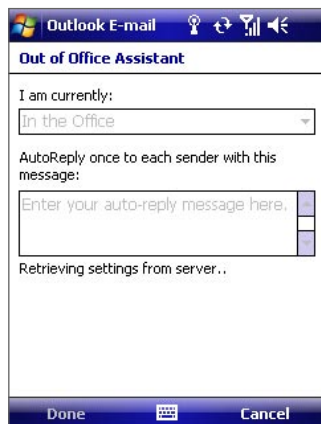 Outlook E-mail
Out of Office Assistant
I am currently:
In the Office
AutoReply once to each sender with this
message:
Enter your auto-reply message here.
Retrieving settings from server..
Done
Cancel